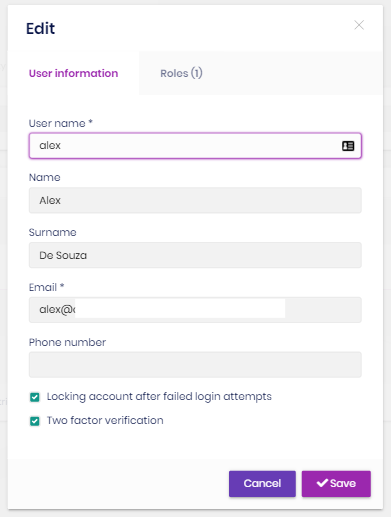 Edit
User information
Roles (1)
User name *
alex
Name
Alex
Surname
De Souza
Email *
alex@
Phone number
Locking account after failed login attempts
Two factor verification
Cancel
Save